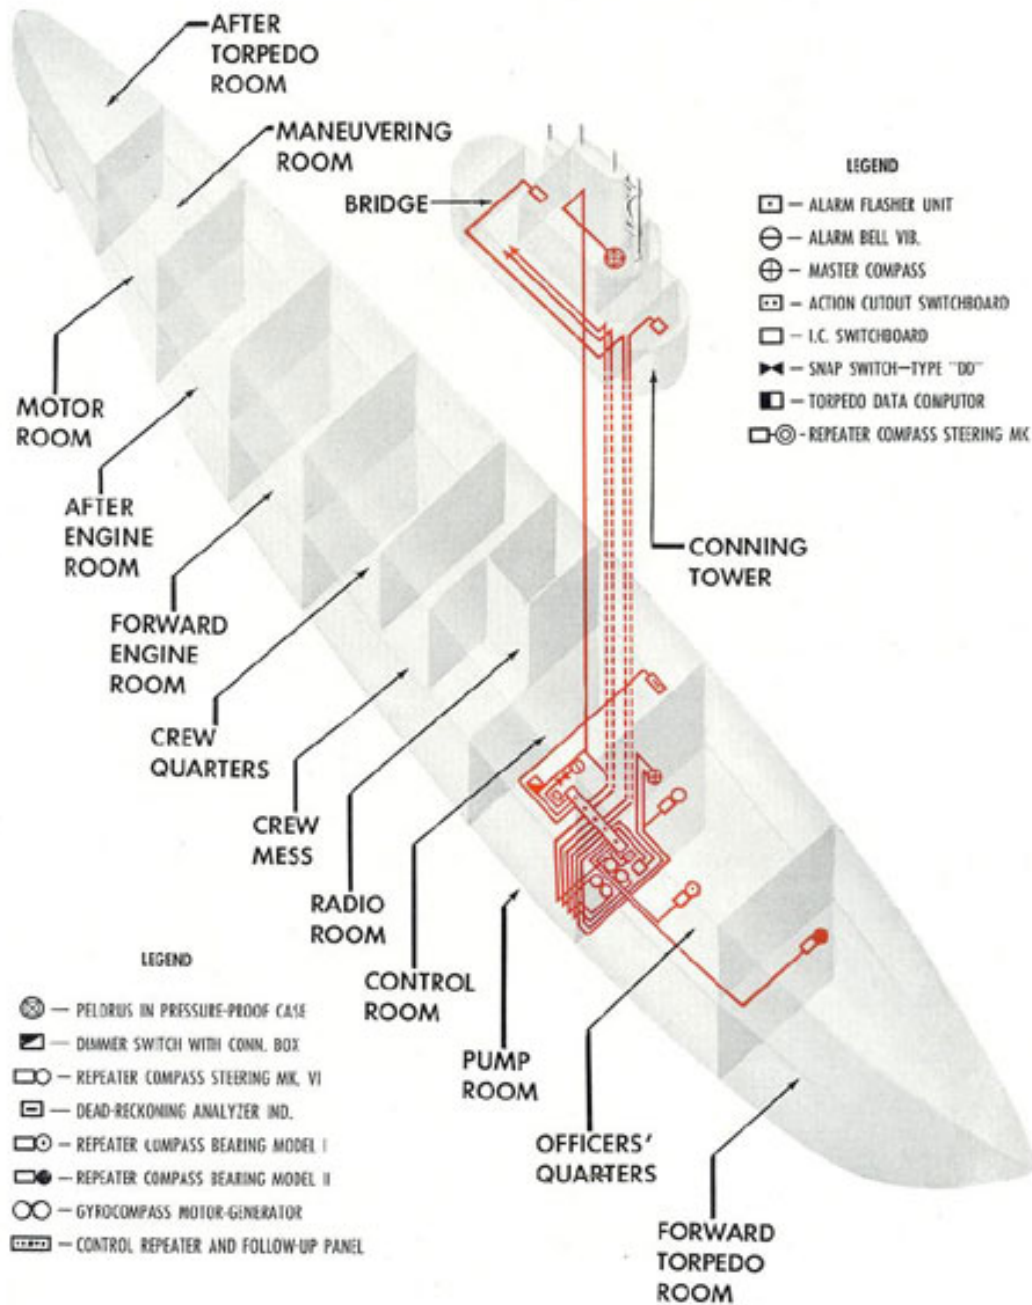 AFTER
TORPEDO
ROOM
MANEUVERING
ROOM
BRIDGE
LEGEND
— ALARM FLASHER UNIT
— ALARM BELL VIB.
— MASTER COMPASS
— ACTION CUTOUT SWITCHBOARD
— I.C. SWITCHBOARD
— SNAP SWITCH—TYPE "DD"
— TORPEDO DATA COMPUTOR
- REPEATER COMPASS STEERING MK
MOTOR
ROOM
AFTER
ENGINE
ROOM
CONNING
TOWER
FORWARD
ENGINE
ROOM
CREW
QUARTERS
CREW
MESS
RADIO
ROOM
CONTROL
ROOM
PUMP
ROOM
OFFICERS'
QUARTERS
FORWARD
TORPEDO
ROOM
LEGEND
— PELORUS IN PRESSURE-PROOF CASE
— DIMMER SWITCH WITH CONN. BOX
— REPEATER COMPASS STEERING MK. VI
— DEAD-RECKONING ANALYZER IND.
— REPEATER COMPASS BEARING MODEL I
— REPEATER COMPASS BEARING MODEL II
— GYROCOMPASS MOTOR-GENERATOR
— CONTROL REPEATER AND FOLLOW-UP PANEL